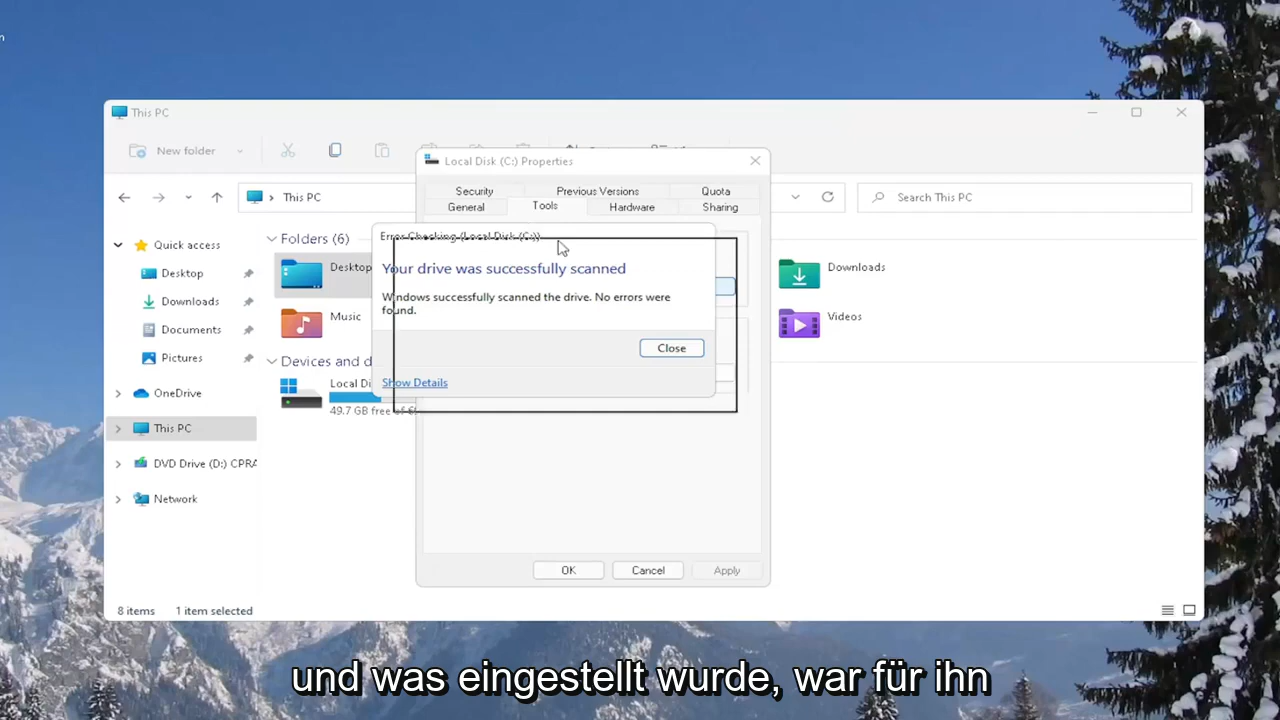 n
This PC
New folder
Local Disk (C:) Properties
Security
Previous Versions
Quota
General
Tools
Hardware
Sharing
This PC
Search This PC
Quick access
Desktop
Downloads
Documents
Pictures
OneDrive
This PC
DVD Drive (D:) CPRA
Network
Folders (6)
Desktop
Music
Downloads
Videos
Devices and d
Local Di
49.7 GB free of
Error Checking (Local Disk (C:))
Your drive was successfully scanned
Windows successfully scanned the drive. No errors were
found.
Close
Show Details
OK
Cancel
Apply
8 items
1 item selected
und was eingestellt wurde, war für ihn